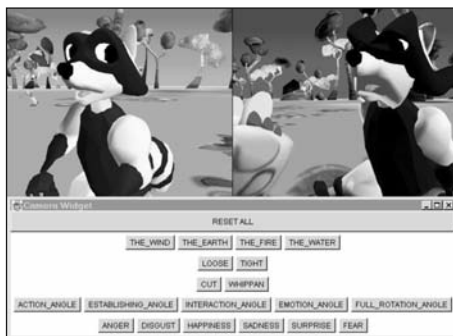 Camera Widget
RESET ALL
THE_WIND THE_EARTH THE_FIRE THE_WATER
LOOSE TIGHT
CUT WHIPPAN
ACTION_ANGLE ESTABLISHING_ANGLE INTERACTION_ANGLE EMOTION_ANGLE FULL_ROTATION_ANGLE
ANGER DISGUST HAPPINESS SADNESS SURPRISE FEAR